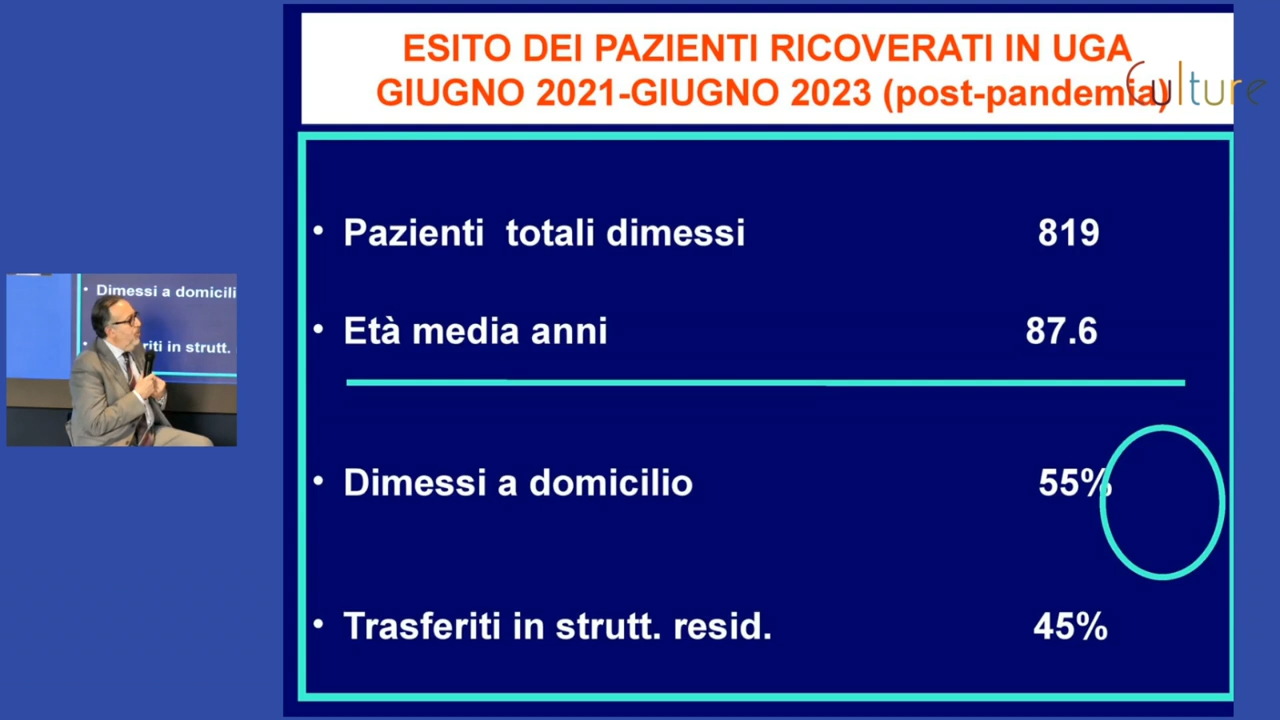 ESITO DEI PAZIENTI RICOVERATI IN UGA
GIUGNO 2021-GIUGNO 2023 (post-pandemia)
Culture
• Pazienti totali dimessi 819
• Età media anni 87.6
• Dimessi a domicilio 55%
• Trasferiti in strutt. resid. 45%
• Dimessi a domicili
riti in strutt.